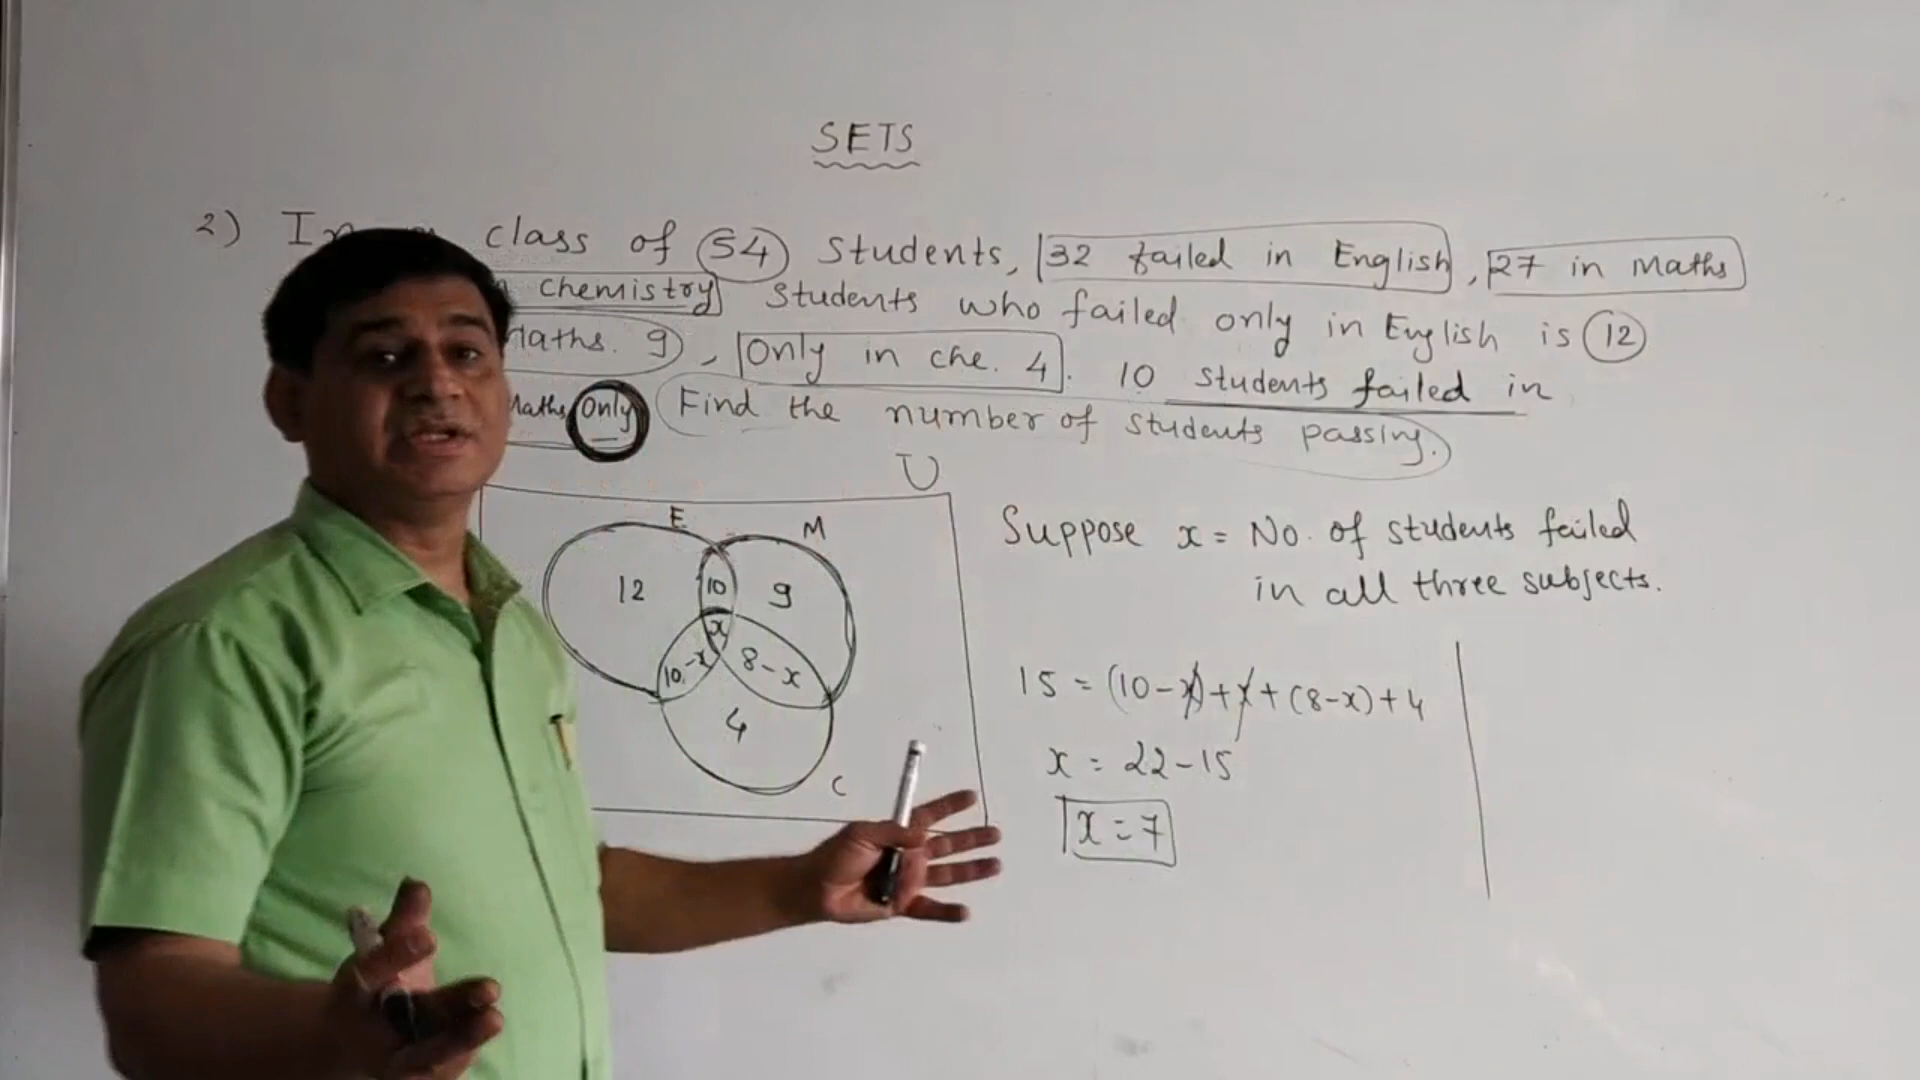 SETS
2) In class of 54 Students, 32 failed in English, 27 in Maths
chemistry Students who failed only in English is 12
Maths. 9, Only in che. 4. 10 students failed in
Maths Only Find the number of students passing.
U
E M
12 10 9
x
10-x 8-x
4
C
Suppose x = No. of students failed
in all three subjects.
15 = (10-x)+x+(8-x)+4
x = 22-15
x = 7